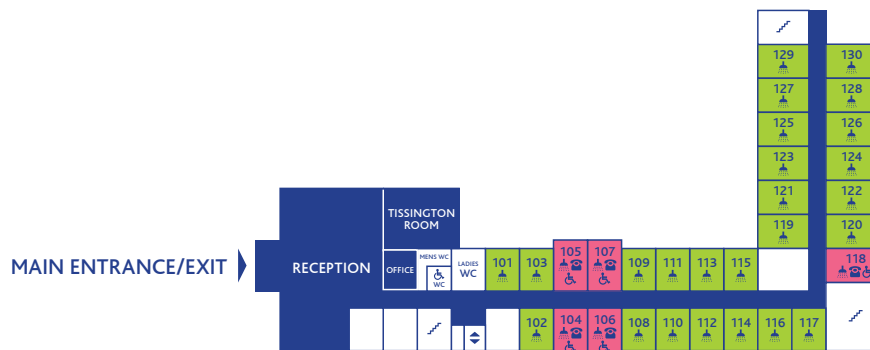 129 130
127 128
125 126
123 124
121 122
119 120
TISSINGTON
ROOM
MAIN ENTRANCE/EXIT
RECEPTION
OFFICE
MENS WC
WC
LADIES
WC
101 103 105 107 109 111 113 115
118
102 104 106 108 110 112 114 116 117